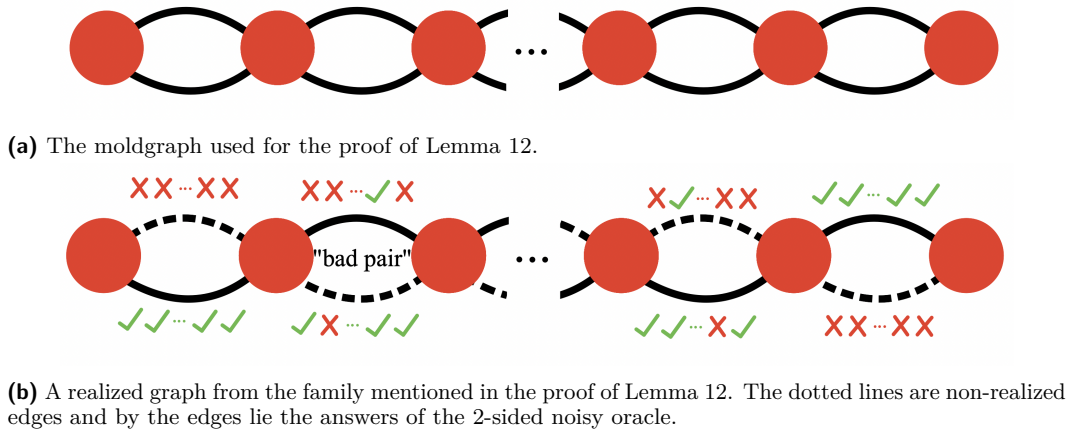 ...
(a) The moldgraph used for the proof of Lemma 12.
"bad pair"
...
(b) A realized graph from the family mentioned in the proof of Lemma 12. The dotted lines are non-realized
edges and by the edges lie the answers of the 2-sided noisy oracle.